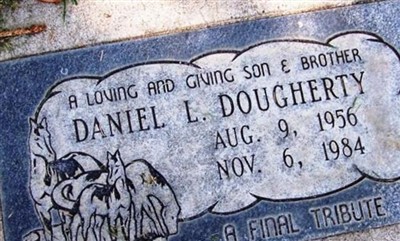 A LOVING AND GIVING SON & BROTHER
DANIEL L. DOUGHERTY
AUG. 9, 1956
NOV. 6, 1984
A FINAL TRIBUTE